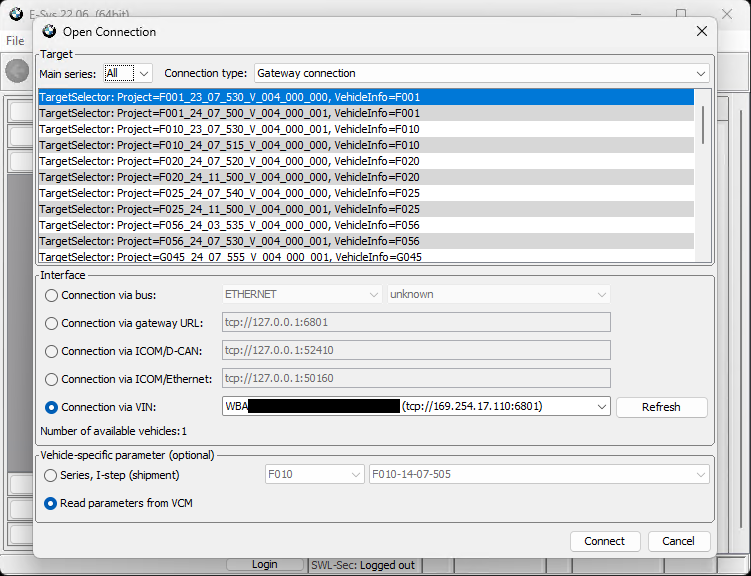 E-Sys 22.06 (64bit)
Open Connection
File
Target
Main series: All Connection type: Gateway connection
TargetSelector: Project=F001_23_07_530_V_004_000_000, VehicleInfo=F001
TargetSelector: Project=F001_24_07_500_V_004_000_001, VehicleInfo=F001
TargetSelector: Project=F010_23_07_530_V_004_000_001, VehicleInfo=F010
TargetSelector: Project=F010_24_07_515_V_004_000_001, VehicleInfo=F010
TargetSelector: Project=F020_24_07_520_V_004_000_000, VehicleInfo=F020
TargetSelector: Project=F020_24_11_500_V_004_000_000, VehicleInfo=F020
TargetSelector: Project=F025_24_07_540_V_004_000_000, VehicleInfo=F025
TargetSelector: Project=F025_24_11_500_V_004_000_001, VehicleInfo=F025
TargetSelector: Project=F056_24_03_535_V_004_000_000, VehicleInfo=F056
TargetSelector: Project=F056_24_07_530_V_004_000_001, VehicleInfo=F056
TargetSelector: Project=G045_24_07_555_V_004_000_001, VehicleInfo=G045
Interface
Connection via bus: ETHERNET unknown
Connection via gateway URL: tcp://127.0.0.1:6801
Connection via ICOM/D-CAN: tcp://127.0.0.1:52410
Connection via ICOM/Ethernet: tcp://127.0.0.1:50160
Connection via VIN: WBA (tcp://169.254.17.110:6801) Refresh
Number of available vehicles:1
Vehicle-specific parameter (optional)
Series, I-step (shipment) F010 F010-14-07-505
Read parameters from VCM
Connect Cancel
Login SWL-Sec: Logged out